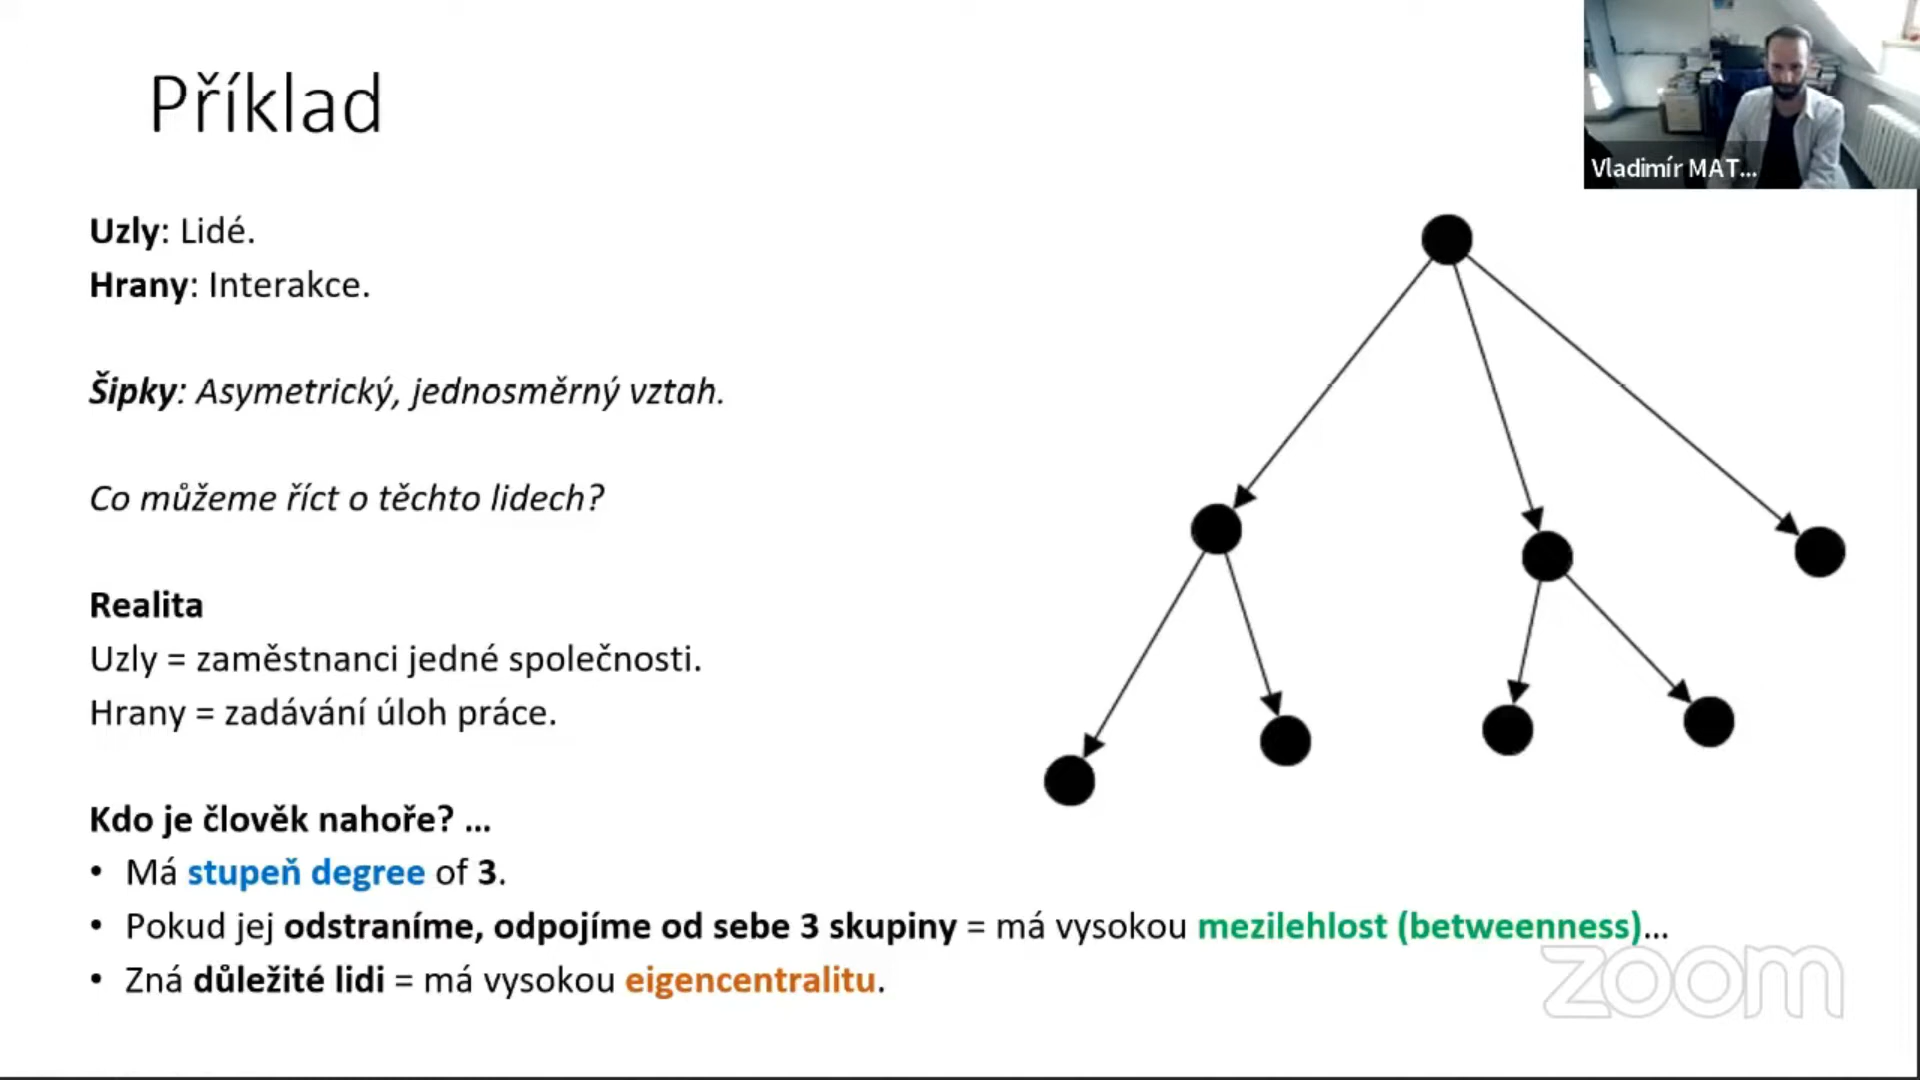 Příklad
Vladimír MAT...
Uzly: Lidé.
Hrany: Interakce.
Šipky: Asymetrický, jednosměrný vztah.
Co můžeme říct o těchto lidech?
Realita
Uzly = zaměstnanci jedné společnosti.
Hrany = zadávání úloh práce.
Kdo je člověk nahoře? ...
• Má stupeň degree of 3.
• Pokud jej odstraníme, odpojíme od sebe 3 skupiny = má vysokou mezilehlost (betweenness)...
• Zná důležité lidi = má vysokou eigencentralitu.
zoom